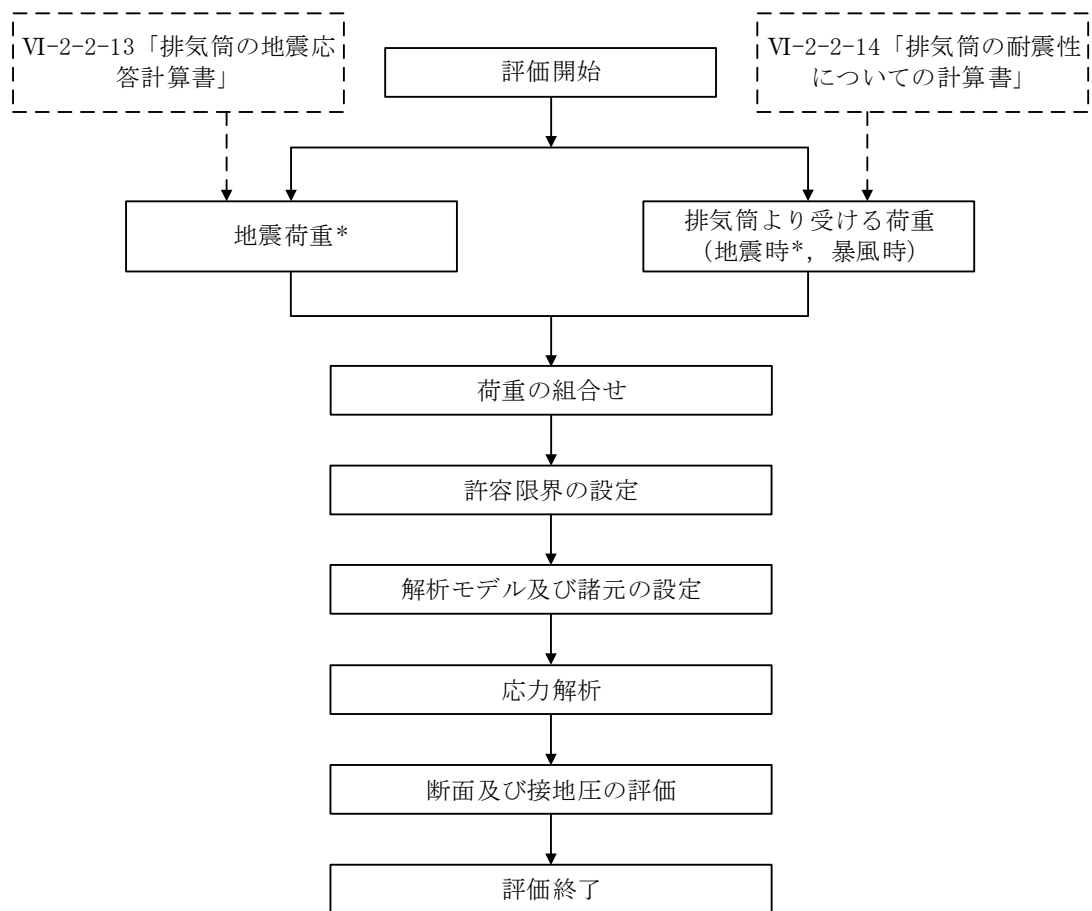 Ⅵ-2-2-13「排気筒の地震応
答計算書」
評価開始
Ⅵ-2-2-14「排気筒の耐震性
についての計算書」
地震荷重*
排気筒より受ける荷重
(地震時*,暴風時)
荷重の組合せ
許容限界の設定
解析モデル及び諸元の設定
応力解析
断面及び接地圧の評価
評価終了